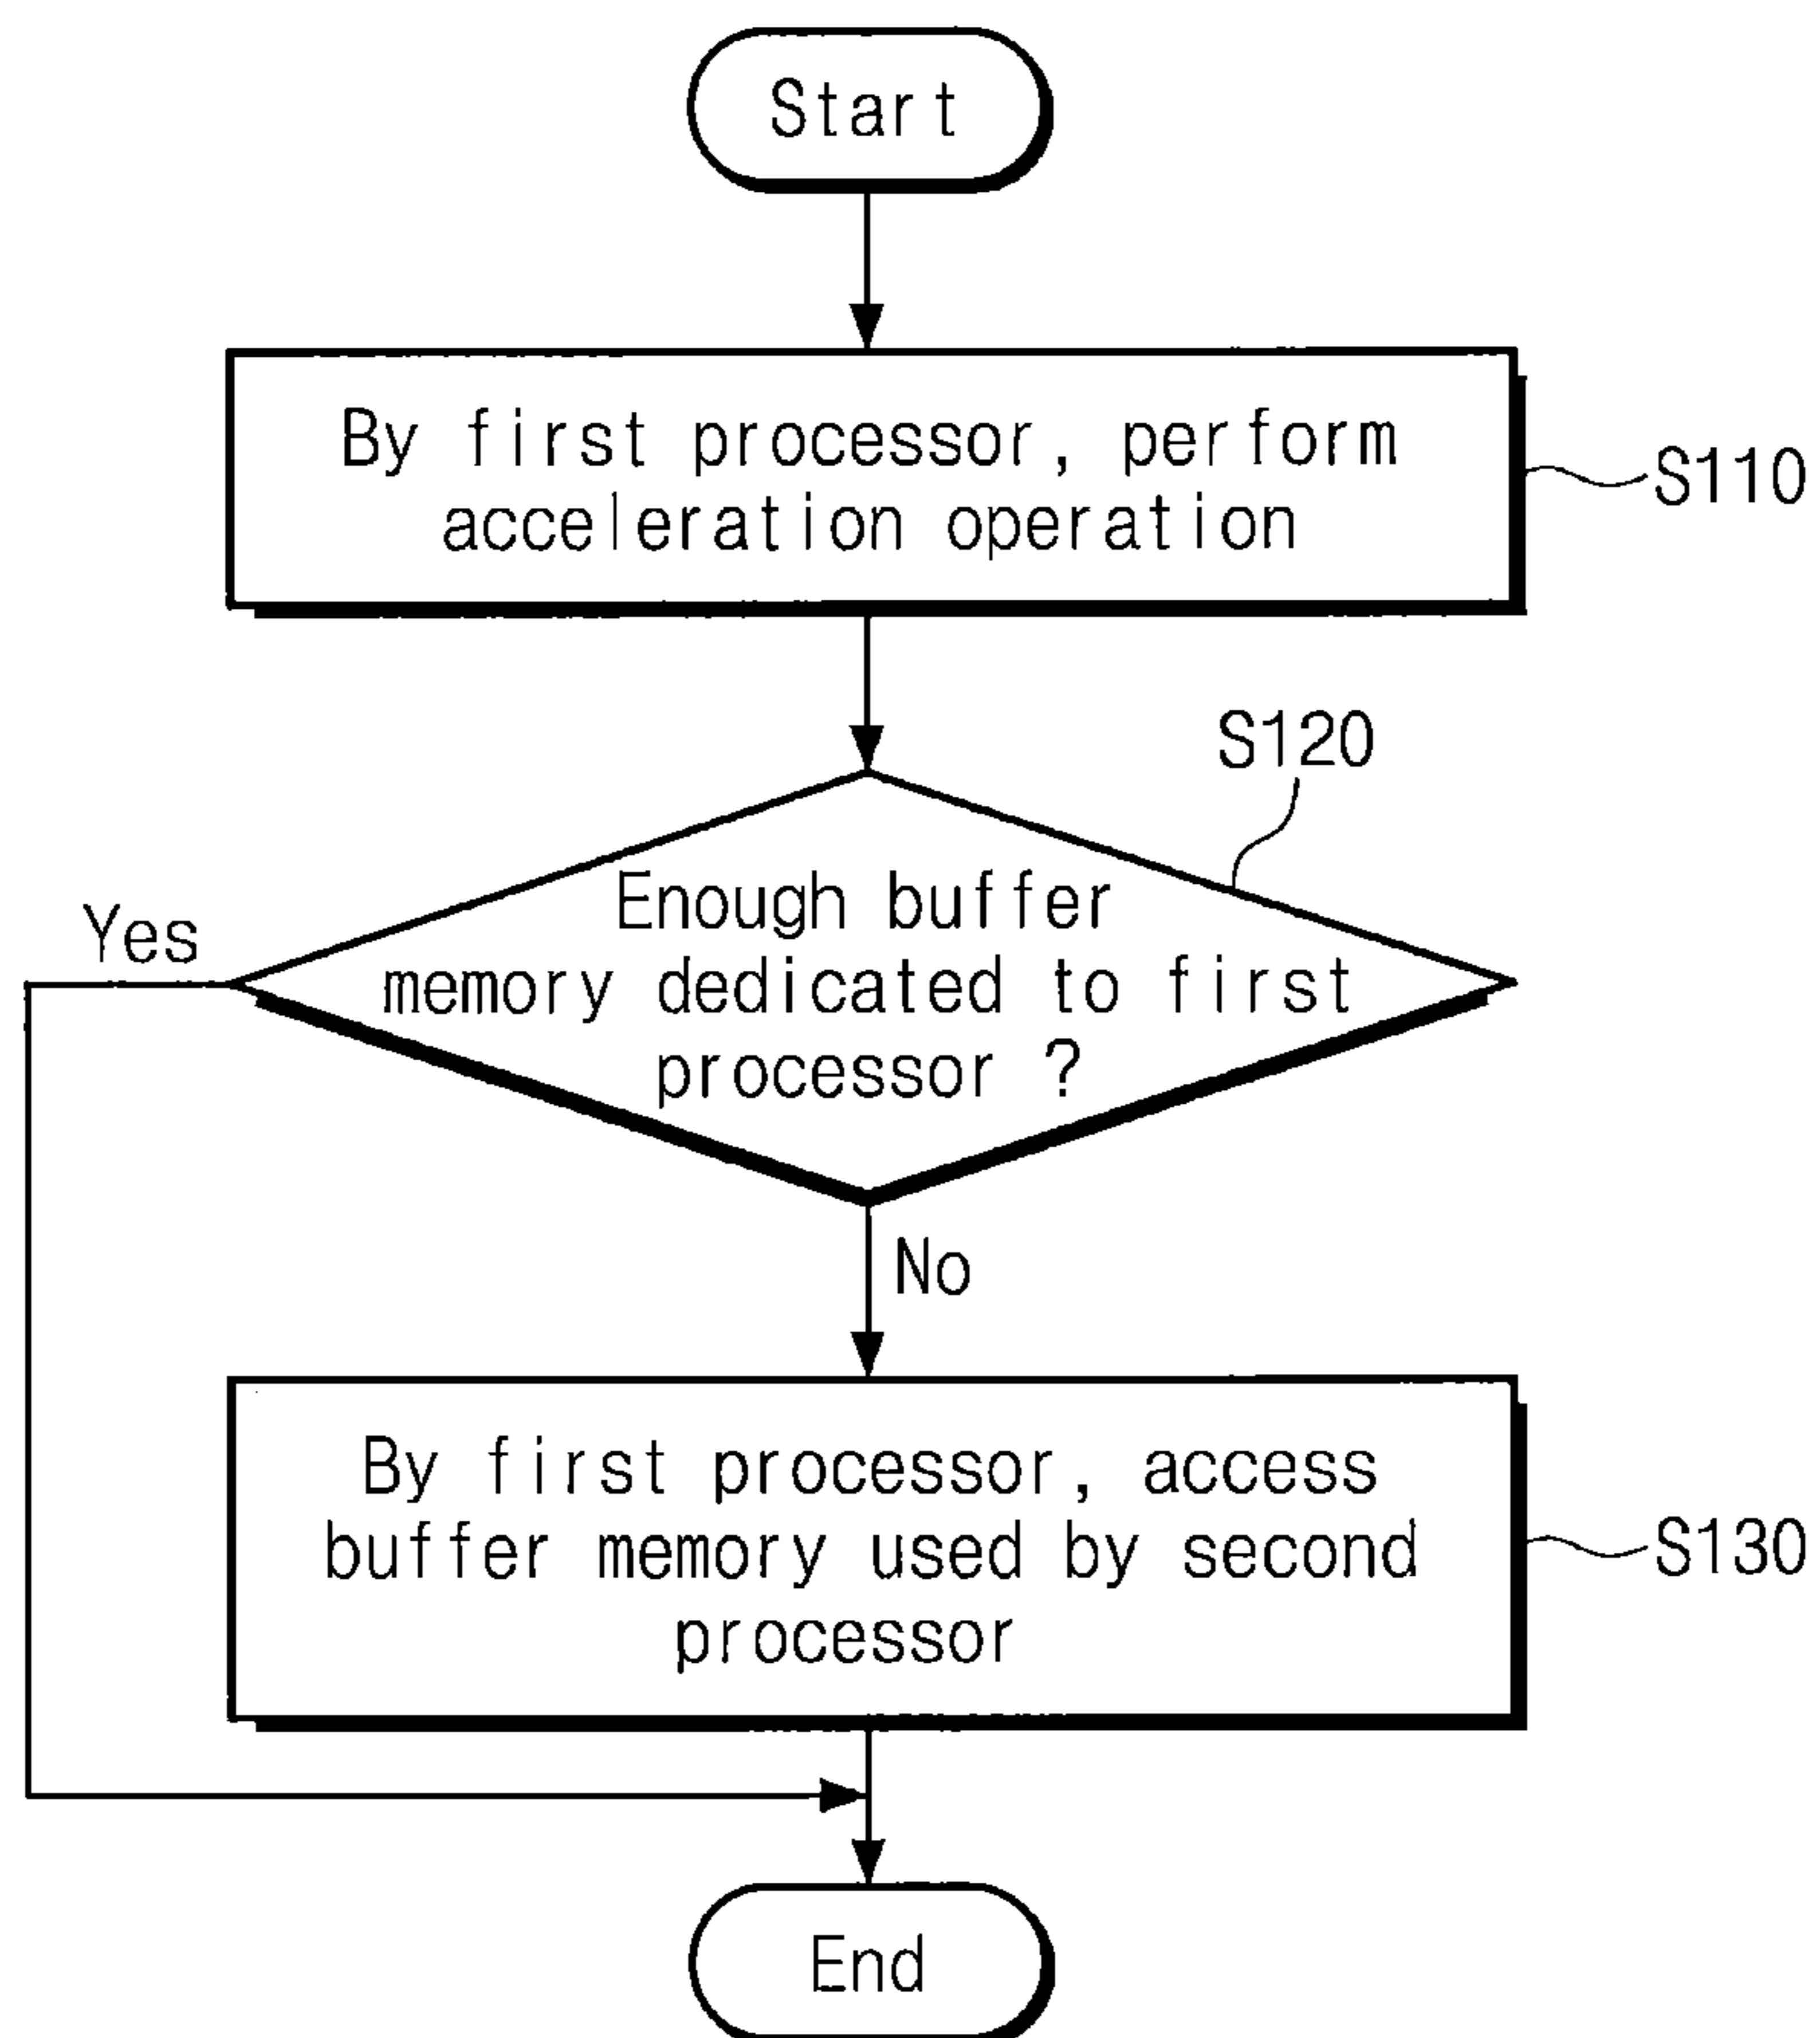 Start
By first processor, perform
acceleration operation
S110
S120
Enough buffer
memory dedicated to first
processor ?
Yes
No
By first processor, access
buffer memory used by second
processor
S130
End